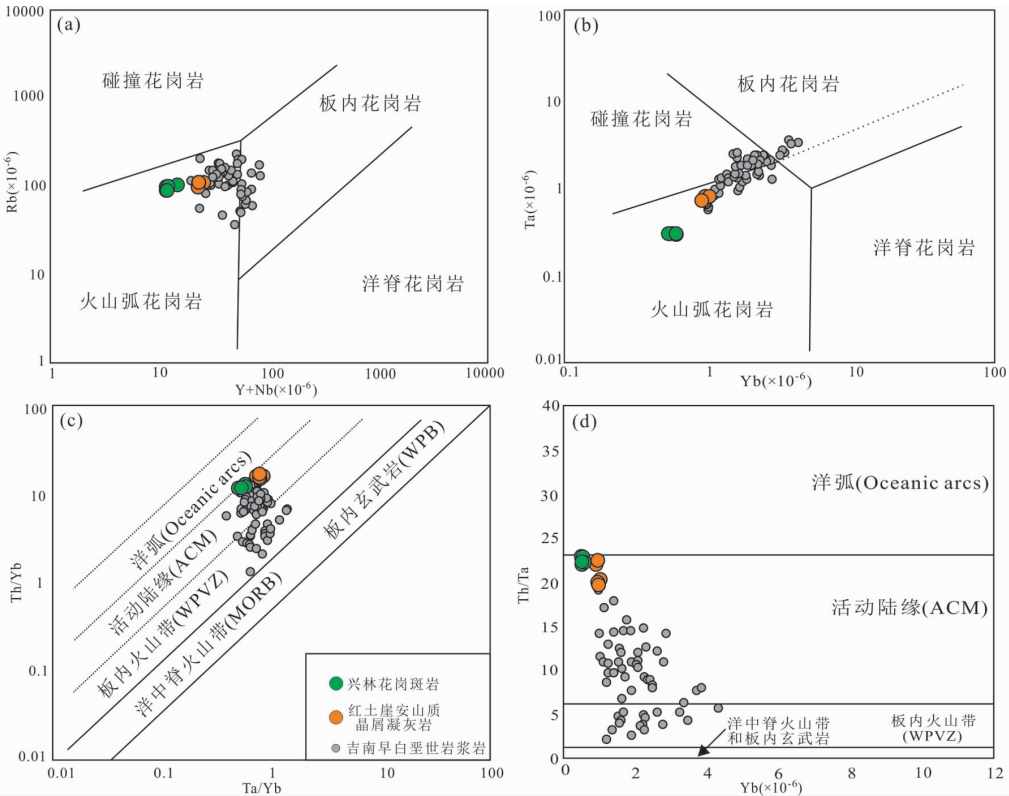 (a)
10000
1000
100
10
1
Rb(×10⁻⁶)
碰撞花岗岩
板内花岗岩
火山弧花岗岩
洋脊花岗岩
1
10
100
1000
10000
Y+Nb(×10⁻⁶)
(b)
100
10
1
0.1
0.01
Ta(×10⁻⁶)
板内花岗岩
碰撞花岗岩
洋脊花岗岩
火山弧花岗岩
0.1
1
10
100
Yb(×10⁻⁶)
(c)
100
10
1
0.1
0.01
Th/Yb
洋弧(Oceanic arcs)
活动陆缘(ACM)
板内火山带(WPVZ)
洋中脊火山带(MORB)
板内玄武岩(WPB)
兴林花岗斑岩
红土崖安山质
晶屑凝灰岩
吉南早白垩世岩浆岩
0.01
0.1
1
10
100
Ta/Yb
(d)
40
35
30
25
20
15
10
5
0
Th/Ta
洋弧(Oceanic arcs)
活动陆缘(ACM)
洋中脊火山带
和板内玄武岩
板内火山带
(WPVZ)
0
2
4
6
8
10
12
Yb(×10⁻⁶)